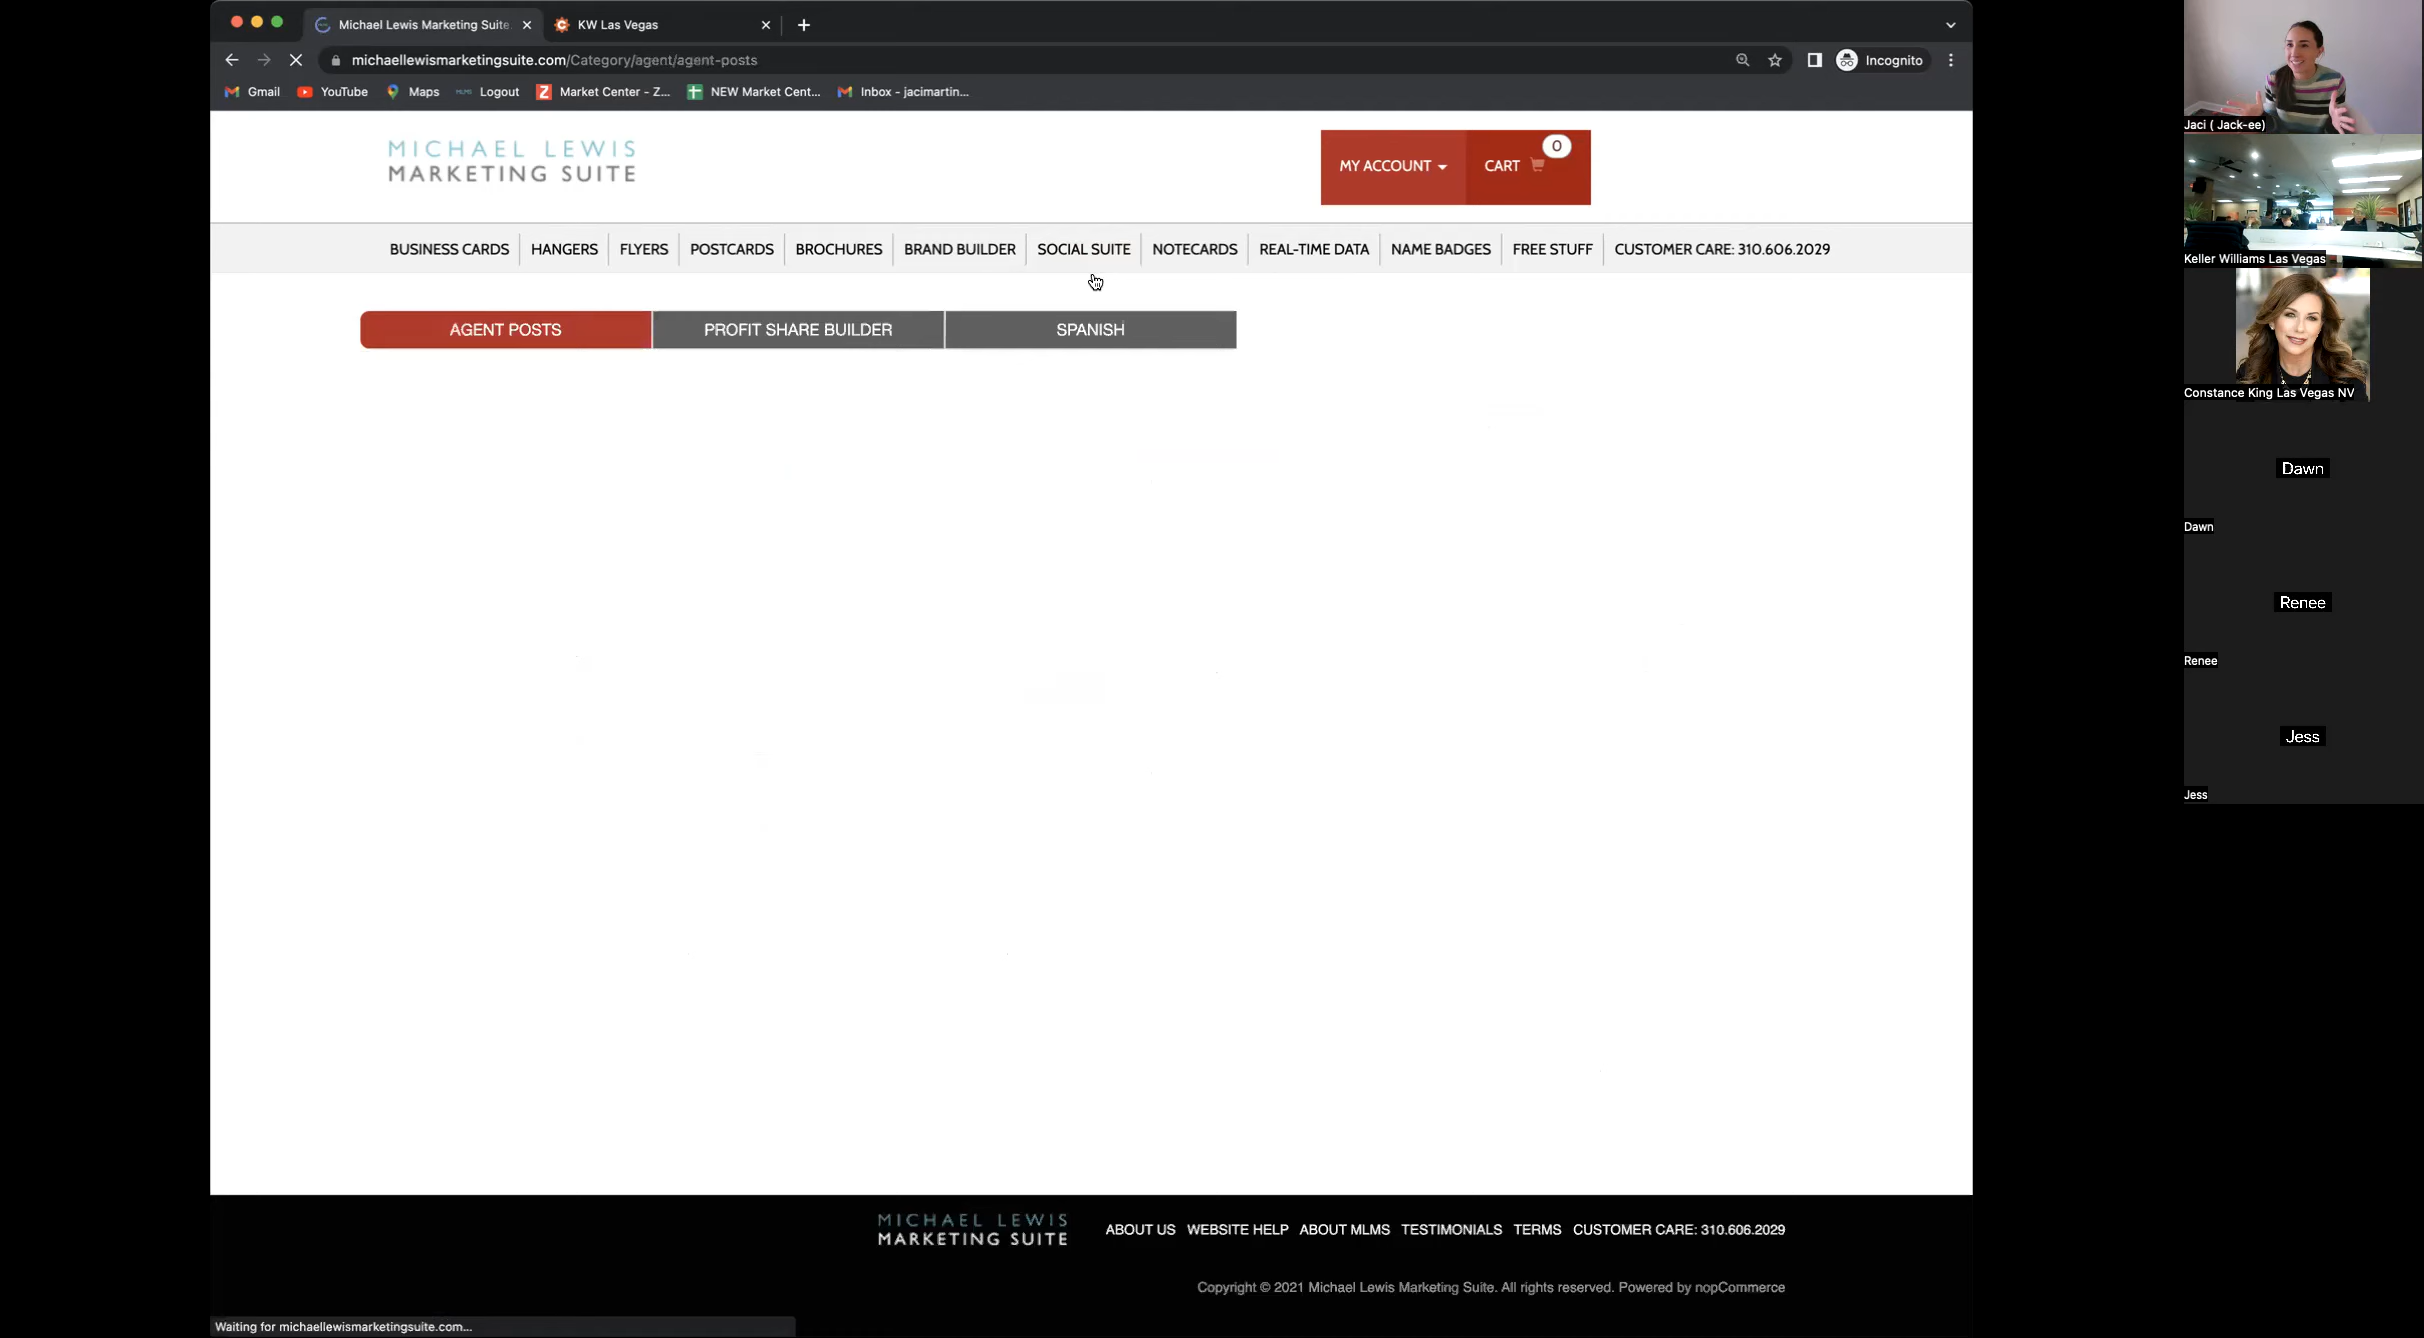 Michael Lewis Marketing Suite
KW Las Vegas
michaellewismarketingsuite.com/Category/agent/agent-posts
Incognito
Gmail
YouTube
Maps
Logout
Market Center - Z...
NEW Market Cent...
Inbox - jacimartin...
MICHAEL LEWIS
MARKETING SUITE
MY ACCOUNT
CART
0
BUSINESS CARDS
HANGERS
FLYERS
POSTCARDS
BROCHURES
BRAND BUILDER
SOCIAL SUITE
NOTECARDS
REAL-TIME DATA
NAME BADGES
FREE STUFF
CUSTOMER CARE: 310.606.2029
AGENT POSTS
PROFIT SHARE BUILDER
SPANISH
MICHAEL LEWIS
MARKETING SUITE
ABOUT US
WEBSITE HELP
ABOUT MLMS
TESTIMONIALS
TERMS
CUSTOMER CARE: 310.606.2029
Copyright © 2021 Michael Lewis Marketing Suite. All rights reserved. Powered by nopCommerce
Waiting for michaellewismarketingsuite.com...
Jaci ( Jack-ee)
Keller Williams Las Vegas
Constance King Las Vegas NV
Dawn
Dawn
Renee
Renee
Jess
Jess